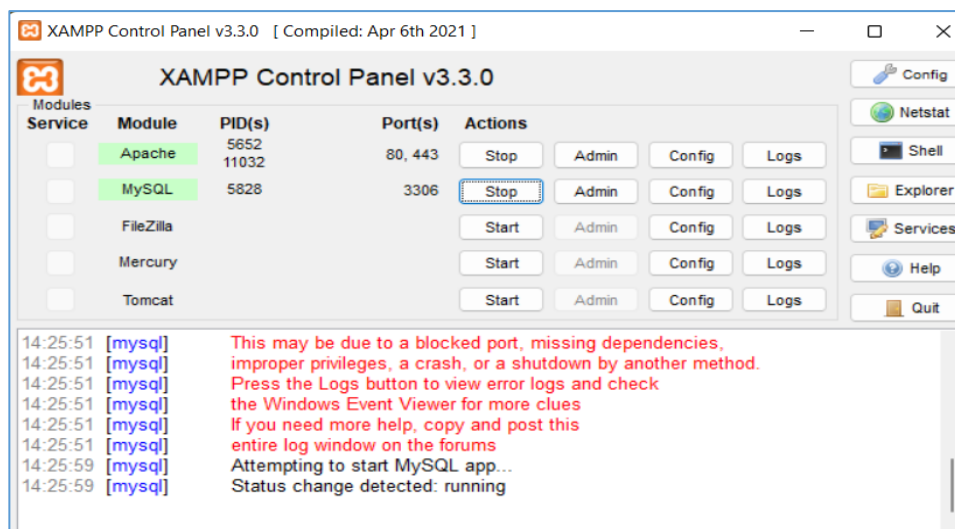 XAMPP Control Panel v3.3.0 [ Compiled: Apr 6th 2021 ]
XAMPP Control Panel v3.3.0
Config
Modules
Service Module PID(s) Port(s) Actions
Netstat
Apache 5652 11032 80, 443 Stop Admin Config Logs
Shell
MySQL 5828 3306 Stop Admin Config Logs
Explorer
FileZilla Start Admin Config Logs
Services
Mercury Start Admin Config Logs
Help
Tomcat Start Admin Config Logs
Quit
14:25:51 [mysql] This may be due to a blocked port, missing dependencies,
14:25:51 [mysql] improper privileges, a crash, or a shutdown by another method.
14:25:51 [mysql] Press the Logs button to view error logs and check
14:25:51 [mysql] the Windows Event Viewer for more clues
14:25:51 [mysql] If you need more help, copy and post this
14:25:51 [mysql] entire log window on the forums
14:25:59 [mysql] Attempting to start MySQL app...
14:25:59 [mysql] Status change detected: running